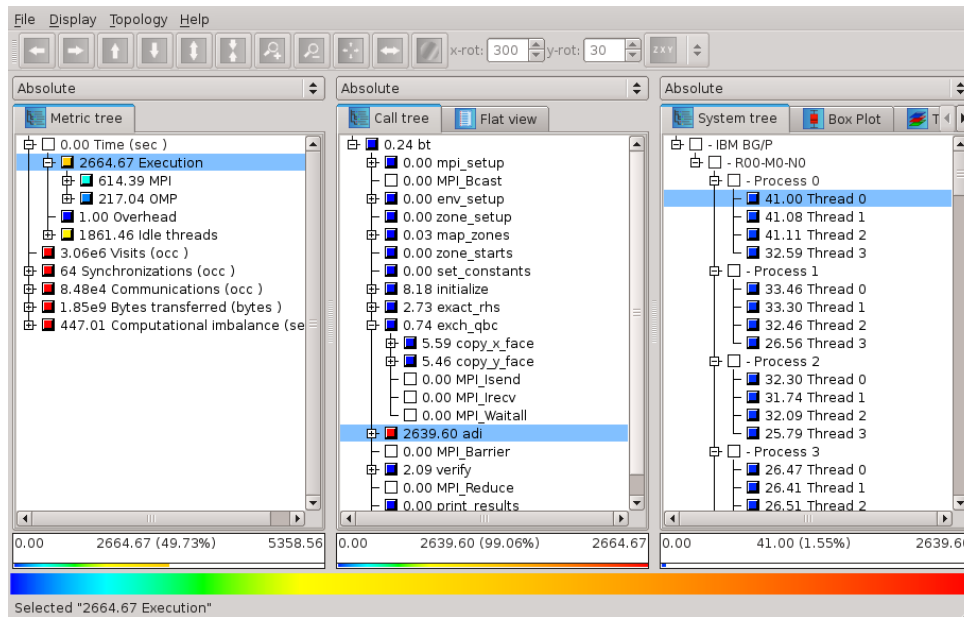 File Display Topology Help
x-rot: 300 y-rot: 30 ZXY
Absolute
Metric tree
0.00 Time (sec )
2664.67 Execution
614.39 MPI
217.04 OMP
1.00 Overhead
1861.46 Idle threads
3.06e6 Visits (occ )
64 Synchronizations (occ )
8.48e4 Communications (occ )
1.85e9 Bytes transferred (bytes )
447.01 Computational imbalance (se
0.00 2664.67 (49.73%) 5358.56
Absolute
Call tree Flat view
0.24 bt
0.00 mpi_setup
0.00 MPI_Bcast
0.00 env_setup
0.00 zone_setup
0.03 map_zones
0.00 zone_starts
0.00 set_constants
8.18 initialize
2.73 exact_rhs
0.74 exch_qbc
5.59 copy_x_face
5.46 copy_y_face
0.00 MPI_Isend
0.00 MPI_Irecv
0.00 MPI_Waitall
2639.60 adi
0.00 MPI_Barrier
2.09 verify
0.00 MPI_Reduce
0.00 print_results
0.00 2639.60 (99.06%) 2664.67
Absolute
System tree Box Plot T
- IBM BG/P
- R00-M0-N0
- Process 0
41.00 Thread 0
41.08 Thread 1
41.11 Thread 2
32.59 Thread 3
- Process 1
33.46 Thread 0
33.30 Thread 1
32.46 Thread 2
26.56 Thread 3
- Process 2
32.30 Thread 0
31.74 Thread 1
32.09 Thread 2
25.79 Thread 3
- Process 3
26.47 Thread 0
26.41 Thread 1
26.51 Thread 2
0.00 41.00 (1.55%) 2639.60
Selected "2664.67 Execution"